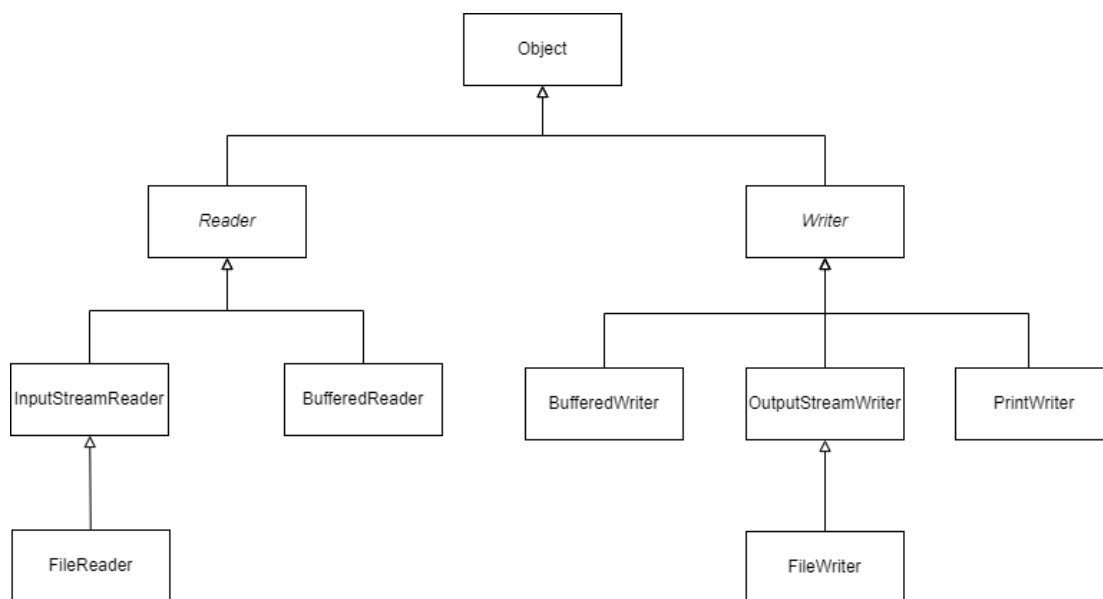 Object
Reader
Writer
InputStreamReader
BufferedReader
BufferedWriter
OutputStreamWriter
PrintWriter
FileReader
FileWriter